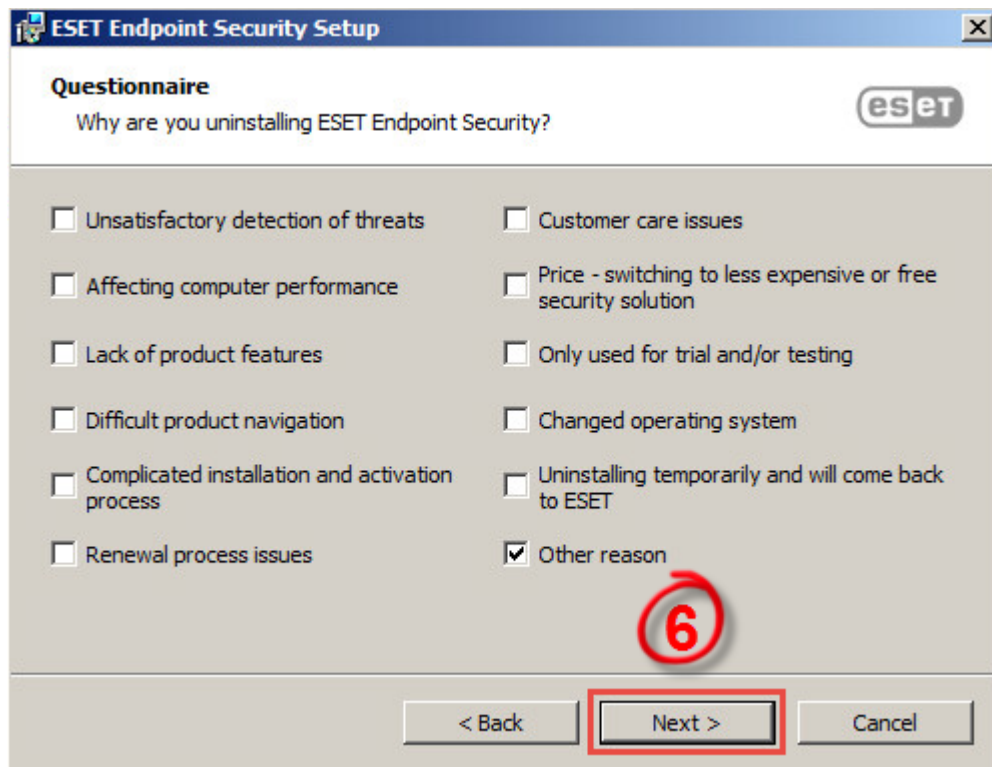 ESET Endpoint Security Setup
Questionnaire
Why are you uninstalling ESET Endpoint Security?
eset
Unsatisfactory detection of threats
Affecting computer performance
Lack of product features
Difficult product navigation
Complicated installation and activation
process
Renewal process issues
Customer care issues
Price - switching to less expensive or free
security solution
Only used for trial and/or testing
Changed operating system
Uninstalling temporarily and will come back
to ESET
Other reason
6
< Back
Next >
Cancel